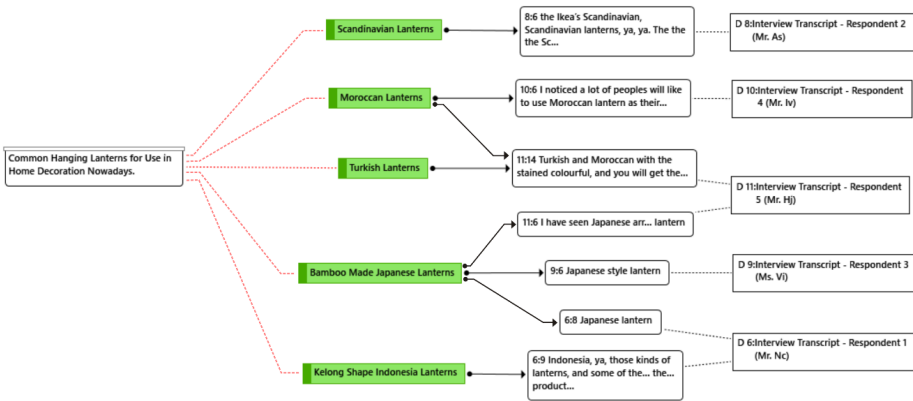 Common Hanging Lanterns for Use in
Home Decoration Nowadays.
Scandinavian Lanterns
Moroccan Lanterns
Turkish Lanterns
Bamboo Made Japanese Lanterns
Kelong Shape Indonesia Lanterns
8:6 the Ikea's Scandinavian,
Scandinavian lanterns, ya, ya. The the
the Sc...
10:6 I noticed a lot of peoples will like
to use Moroccan lantern as their...
11:14 Turkish and Moroccan with the
stained colourful, and you will get the...
11:6 I have seen Japanese arr... lantern
9:6 Japanese style lantern
6:8 Japanese lantern
6:9 Indonesia, ya, those kinds of
lanterns, and some of the... the...
product...
D 8:Interview Transcript - Respondent 2
(Mr. As)
D 10:Interview Transcript - Respondent
4 (Mr. Iv)
D 11:Interview Transcript - Respondent
5 (Mr. Hj)
D 9:Interview Transcript - Respondent 3
(Ms. Vi)
D 6:Interview Transcript - Respondent 1
(Mr. Nc)